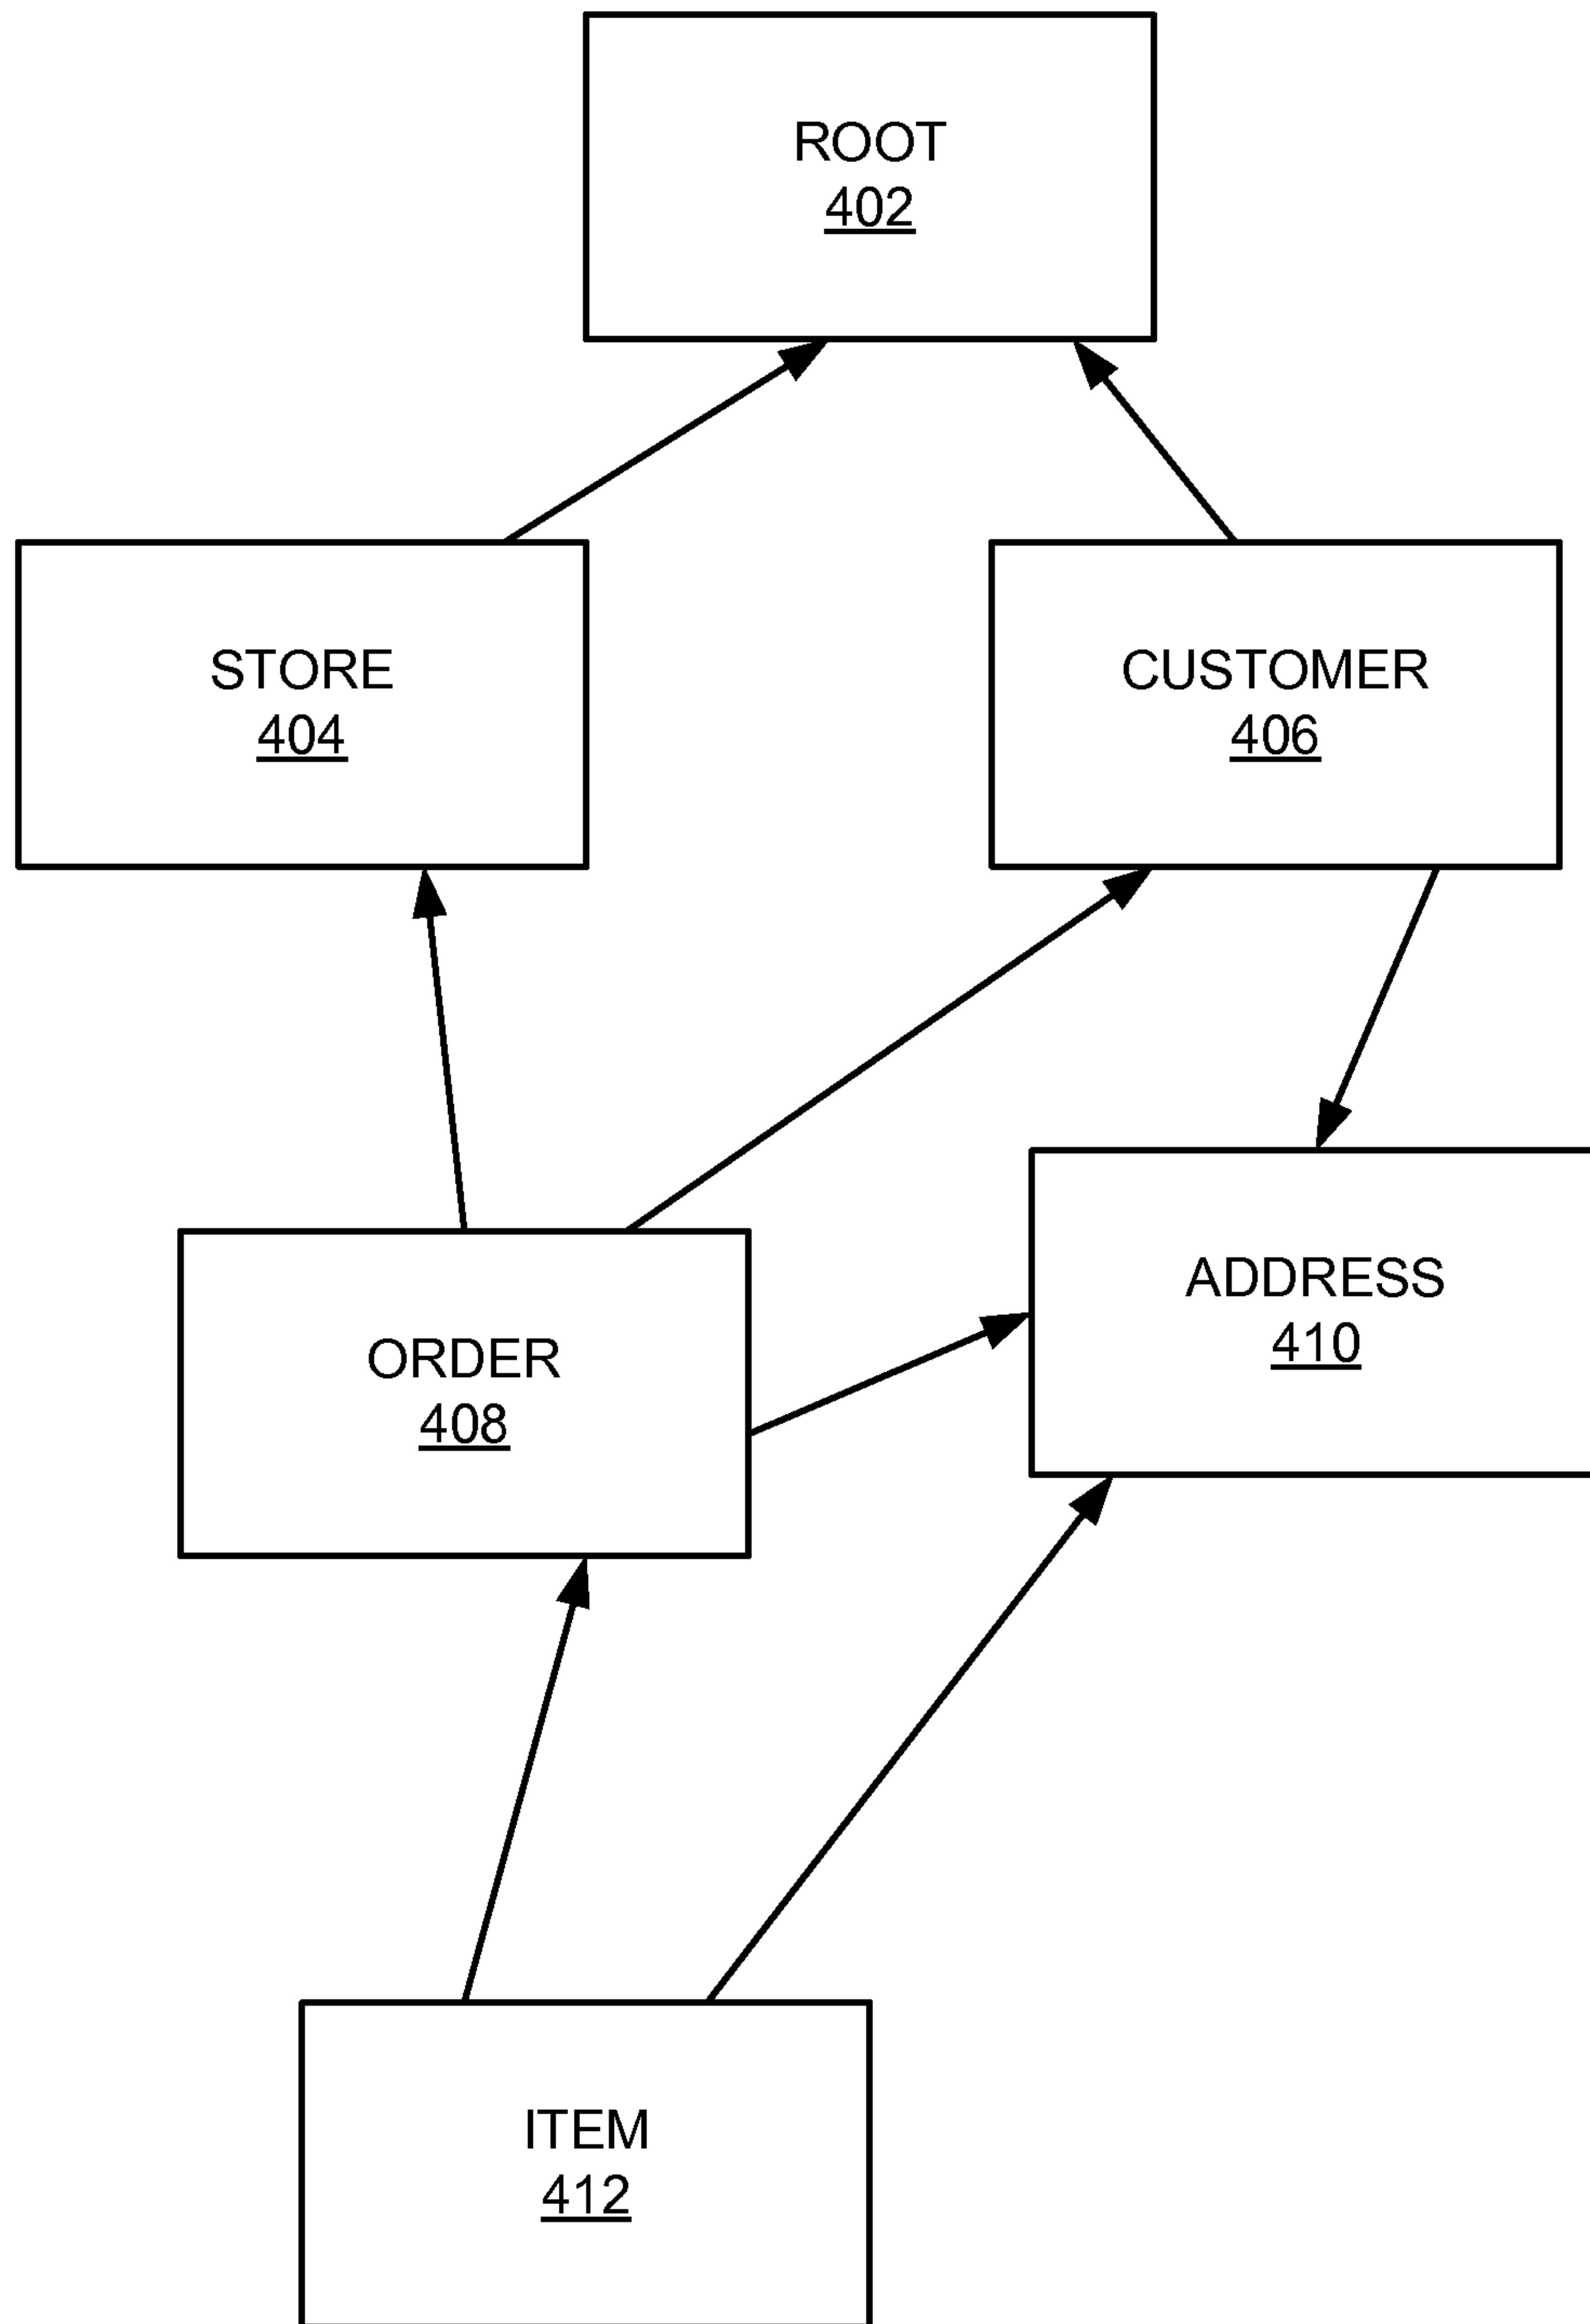 ROOT
402
STORE
404
CUSTOMER
406
ORDER
408
ADDRESS
410
ITEM
412